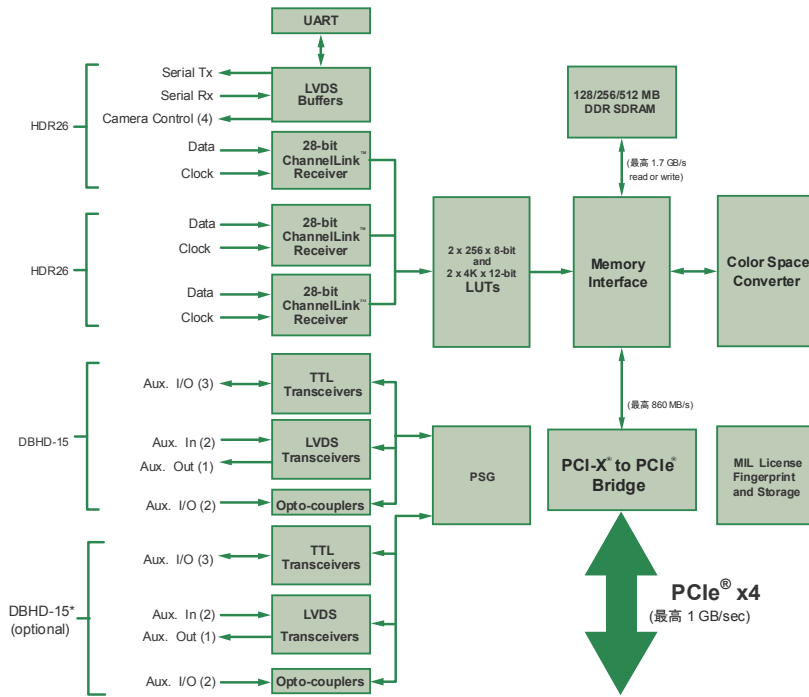 UART
HDR26
Serial Tx
Serial Rx
Camera Control (4)
LVDS
Buffers
Data
Clock
28-bit
ChannelLink™
Receiver
HDR26
Data
Clock
28-bit
ChannelLink™
Receiver
Data
Clock
28-bit
ChannelLink™
Receiver
2 x 256 x 8-bit
and
2 x 4K x 12-bit
LUTs
128/256/512 MB
DDR SDRAM
(最高 1.7 GB/s
read or write)
Memory
Interface
Color Space
Converter
(最高 860 MB/s)
DBHD-15
Aux. I/O (3)
TTL
Transceivers
Aux. In (2)
Aux. Out (1)
LVDS
Transceivers
Aux. I/O (2)
Opto-couplers
PSG
PCI-X® to PCIe®
Bridge
MIL License
Fingerprint
and Storage
DBHD-15*
(optional)
Aux. I/O (3)
TTL
Transceivers
Aux. In (2)
Aux. Out (1)
LVDS
Transceivers
Aux. I/O (2)
Opto-couplers
PCIe® x4
(最高 1 GB/sec)